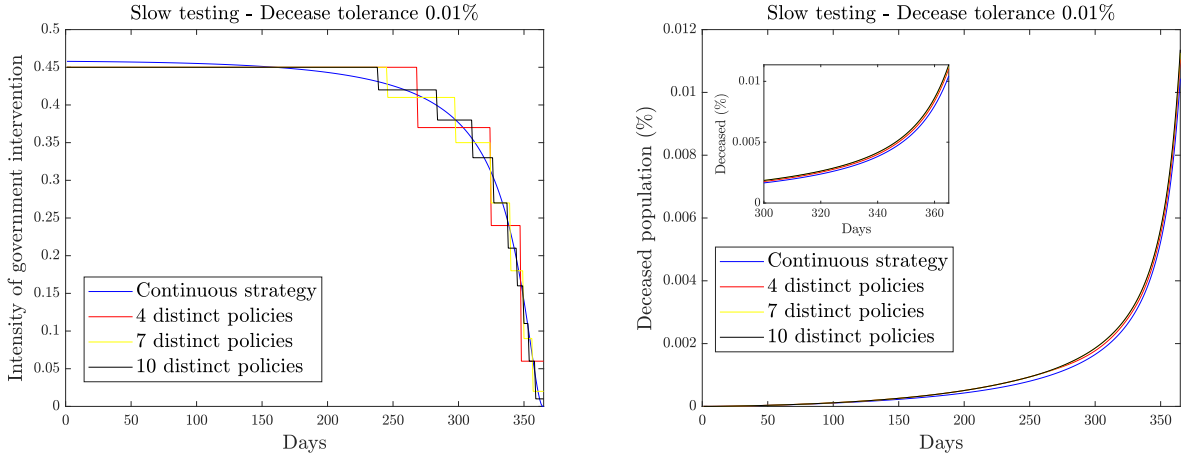 Slow testing - Decease tolerance 0.01%
Intensity of government intervention
0.5
0.45
0.4
0.35
0.3
0.25
0.2
0.15
0.1
0.05
0
Continuous strategy
4 distinct policies
7 distinct policies
10 distinct policies
0 50 100 150 200 250 300 350
Days
Slow testing - Decease tolerance 0.01%
Deceased population (%)
0.012
0.01
0.008
0.006
0.004
0.002
0
Deceased (%)
0.01
0.005
0
300 320 340 365
Days
Continuous strategy
4 distinct policies
7 distinct policies
10 distinct policies
0 50 100 150 200 250 300 350
Days